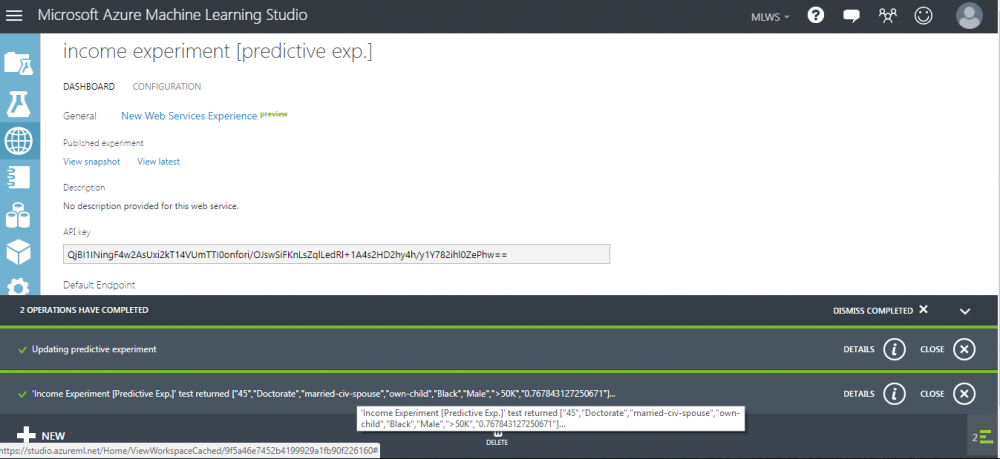 Microsoft Azure Machine Learning Studio
MLWS
?
income experiment [predictive exp.]
DASHBOARD CONFIGURATION
General New Web Services Experience preview
Published experiment
View snapshot View latest
Description
No description provided for this web service.
API key
QjBI1INingF4w2AsUxi2kT14VUmTTI0onfori/OJswSiFKnLsZqlLedRl+1A4s2HD2hy4h/y1Y782ihl0ZePhw==
Default Endpoint
2 OPERATIONS HAVE COMPLETED DISMISS COMPLETED
Updating predictive experiment DETAILS i CLOSE
'Income Experiment [Predictive Exp.]' test returned ["45","Doctorate","married-civ-spouse","own-child","Black","Male",">50K","0.767843127250671"]... DETAILS i CLOSE
'Income Experiment [Predictive Exp.]' test returned ["45","Doctorate","married-civ-spouse","own-
child","Black","Male",">50K","0.767843127250671"]...
NEW
DELETE
2
https://studio.azureml.net/Home/ViewWorkspaceCached/9f5a46e7452b4199929a1fb90f226160#